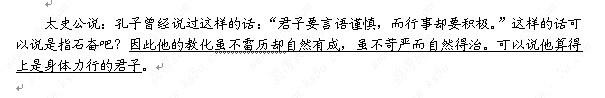 太史公说：孔子曾经说过这样的话：“君子要言语谨慎，而行事却要积极。”这样的话可
以说是指石奋吧？因此他的教化虽不雷厉却自然有成，虽不苛严而自然得治。可以说他算得
上是身体力行的君子。